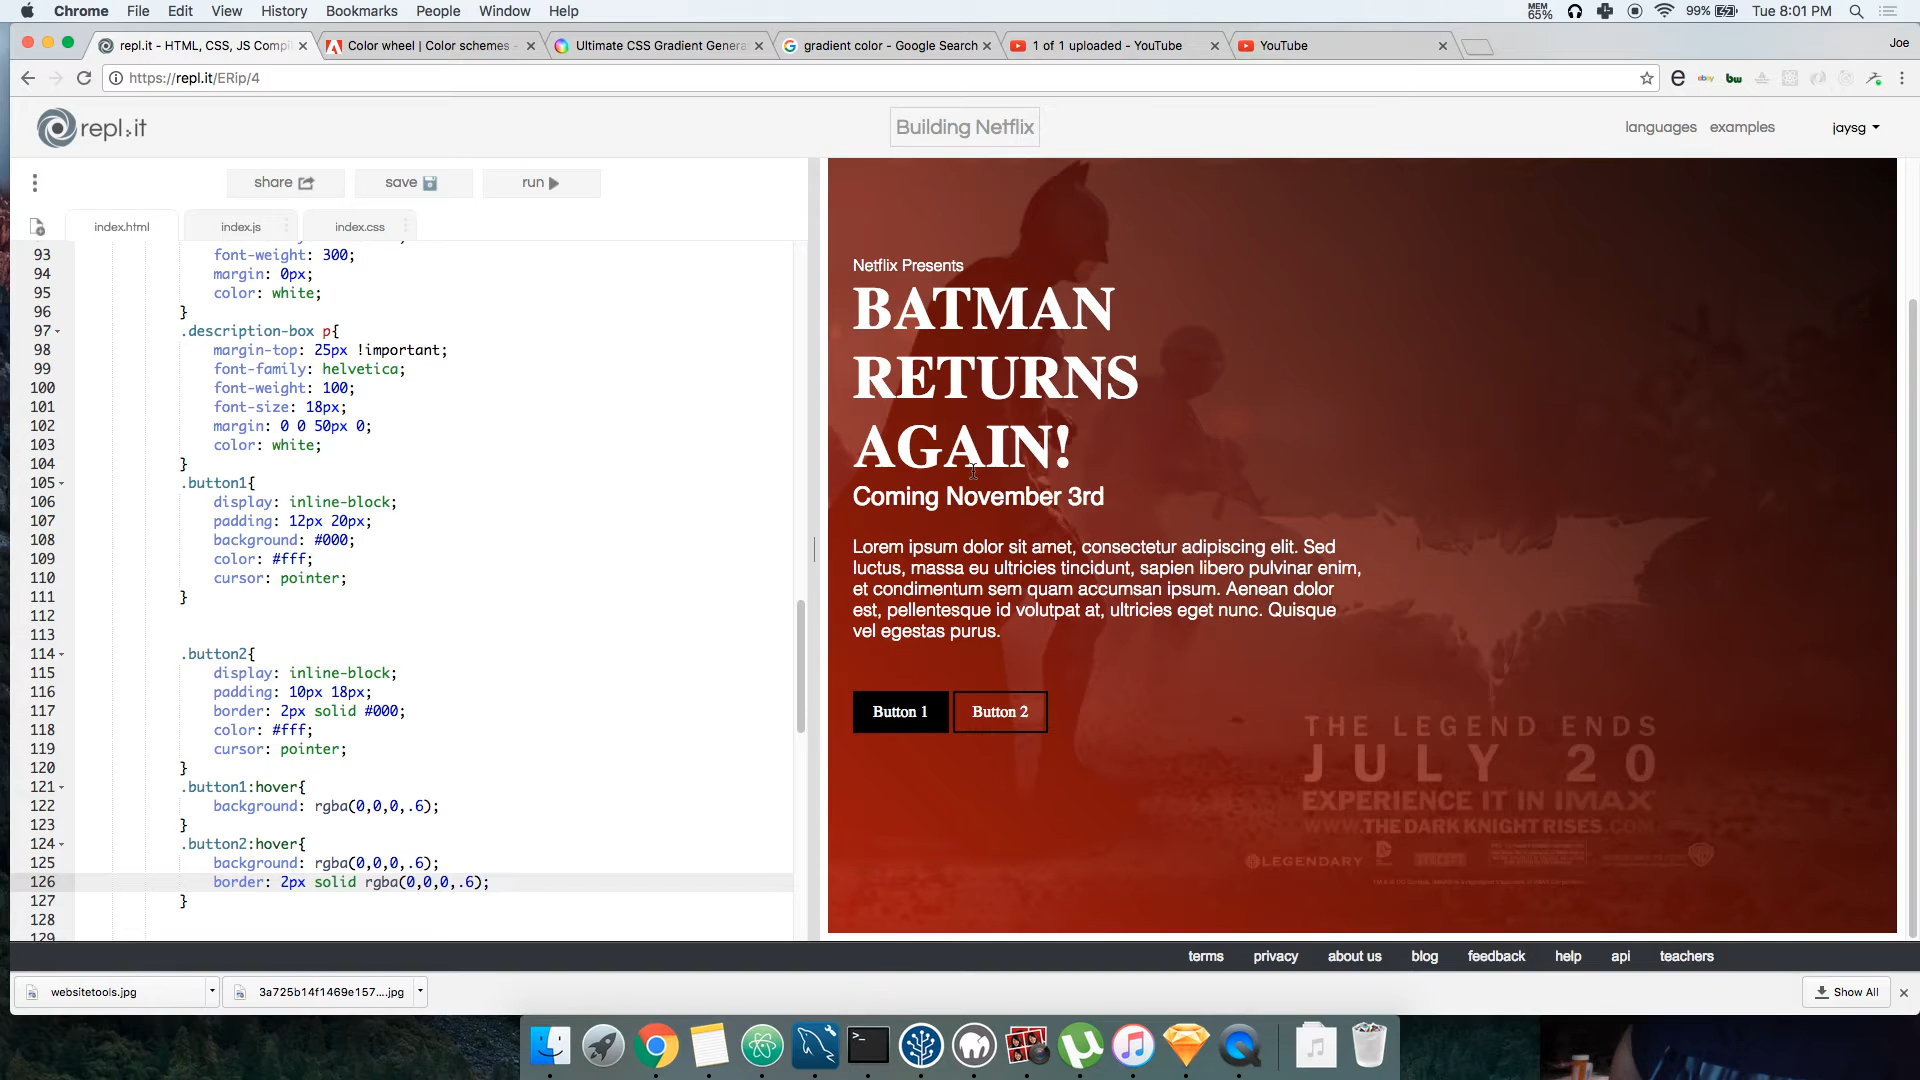 Chrome File Edit View History Bookmarks People Window Help
MEM 65% 99% Tue 8:01 PM
repl.it - HTML, CSS, JS Compil
Color wheel | Color schemes -
Ultimate CSS Gradient Genera
gradient color - Google Search
1 of 1 uploaded - YouTube
YouTube
Joe
https://repl.it/ERip/4
ebay bw
repl.it
Building Netflix
languages examples jaysg
share save run
index.html index.js index.css
93 font-weight: 300;
94 margin: 0px;
95 color: white;
96 }
97 .description-box p{
98 margin-top: 25px !important;
99 font-family: helvetica;
100 font-weight: 100;
101 font-size: 18px;
102 margin: 0 0 50px 0;
103 color: white;
104 }
105 .button1{
106 display: inline-block;
107 padding: 12px 20px;
108 background: #000;
109 color: #fff;
110 cursor: pointer;
111 }
112
113
114 .button2{
115 display: inline-block;
116 padding: 10px 18px;
117 border: 2px solid #000;
118 color: #fff;
119 cursor: pointer;
120 }
121 .button1:hover{
122 background: rgba(0,0,0,.6);
123 }
124 .button2:hover{
125 background: rgba(0,0,0,.6);
126 border: 2px solid rgba(0,0,0,.6);
127 }
128
129
Netflix Presents
BATMAN
RETURNS
AGAIN!
Coming November 3rd
Lorem ipsum dolor sit amet, consectetur adipiscing elit. Sed
luctus, massa eu ultricies tincidunt, sapien libero pulvinar enim,
et condimentum sem quam accumsan ipsum. Aenean dolor
est, pellentesque id volutpat at, ultricies eget nunc. Quisque
vel egestas purus.
Button 1 Button 2
THE LEGEND ENDS
JULY 20
EXPERIENCE IT IN IMAX
WWW.THEDARKKNIGHTRISES.COM
LEGENDARY
terms privacy about us blog feedback help api teachers
websitetools.jpg
3a725b14f1469e157....jpg
Show All